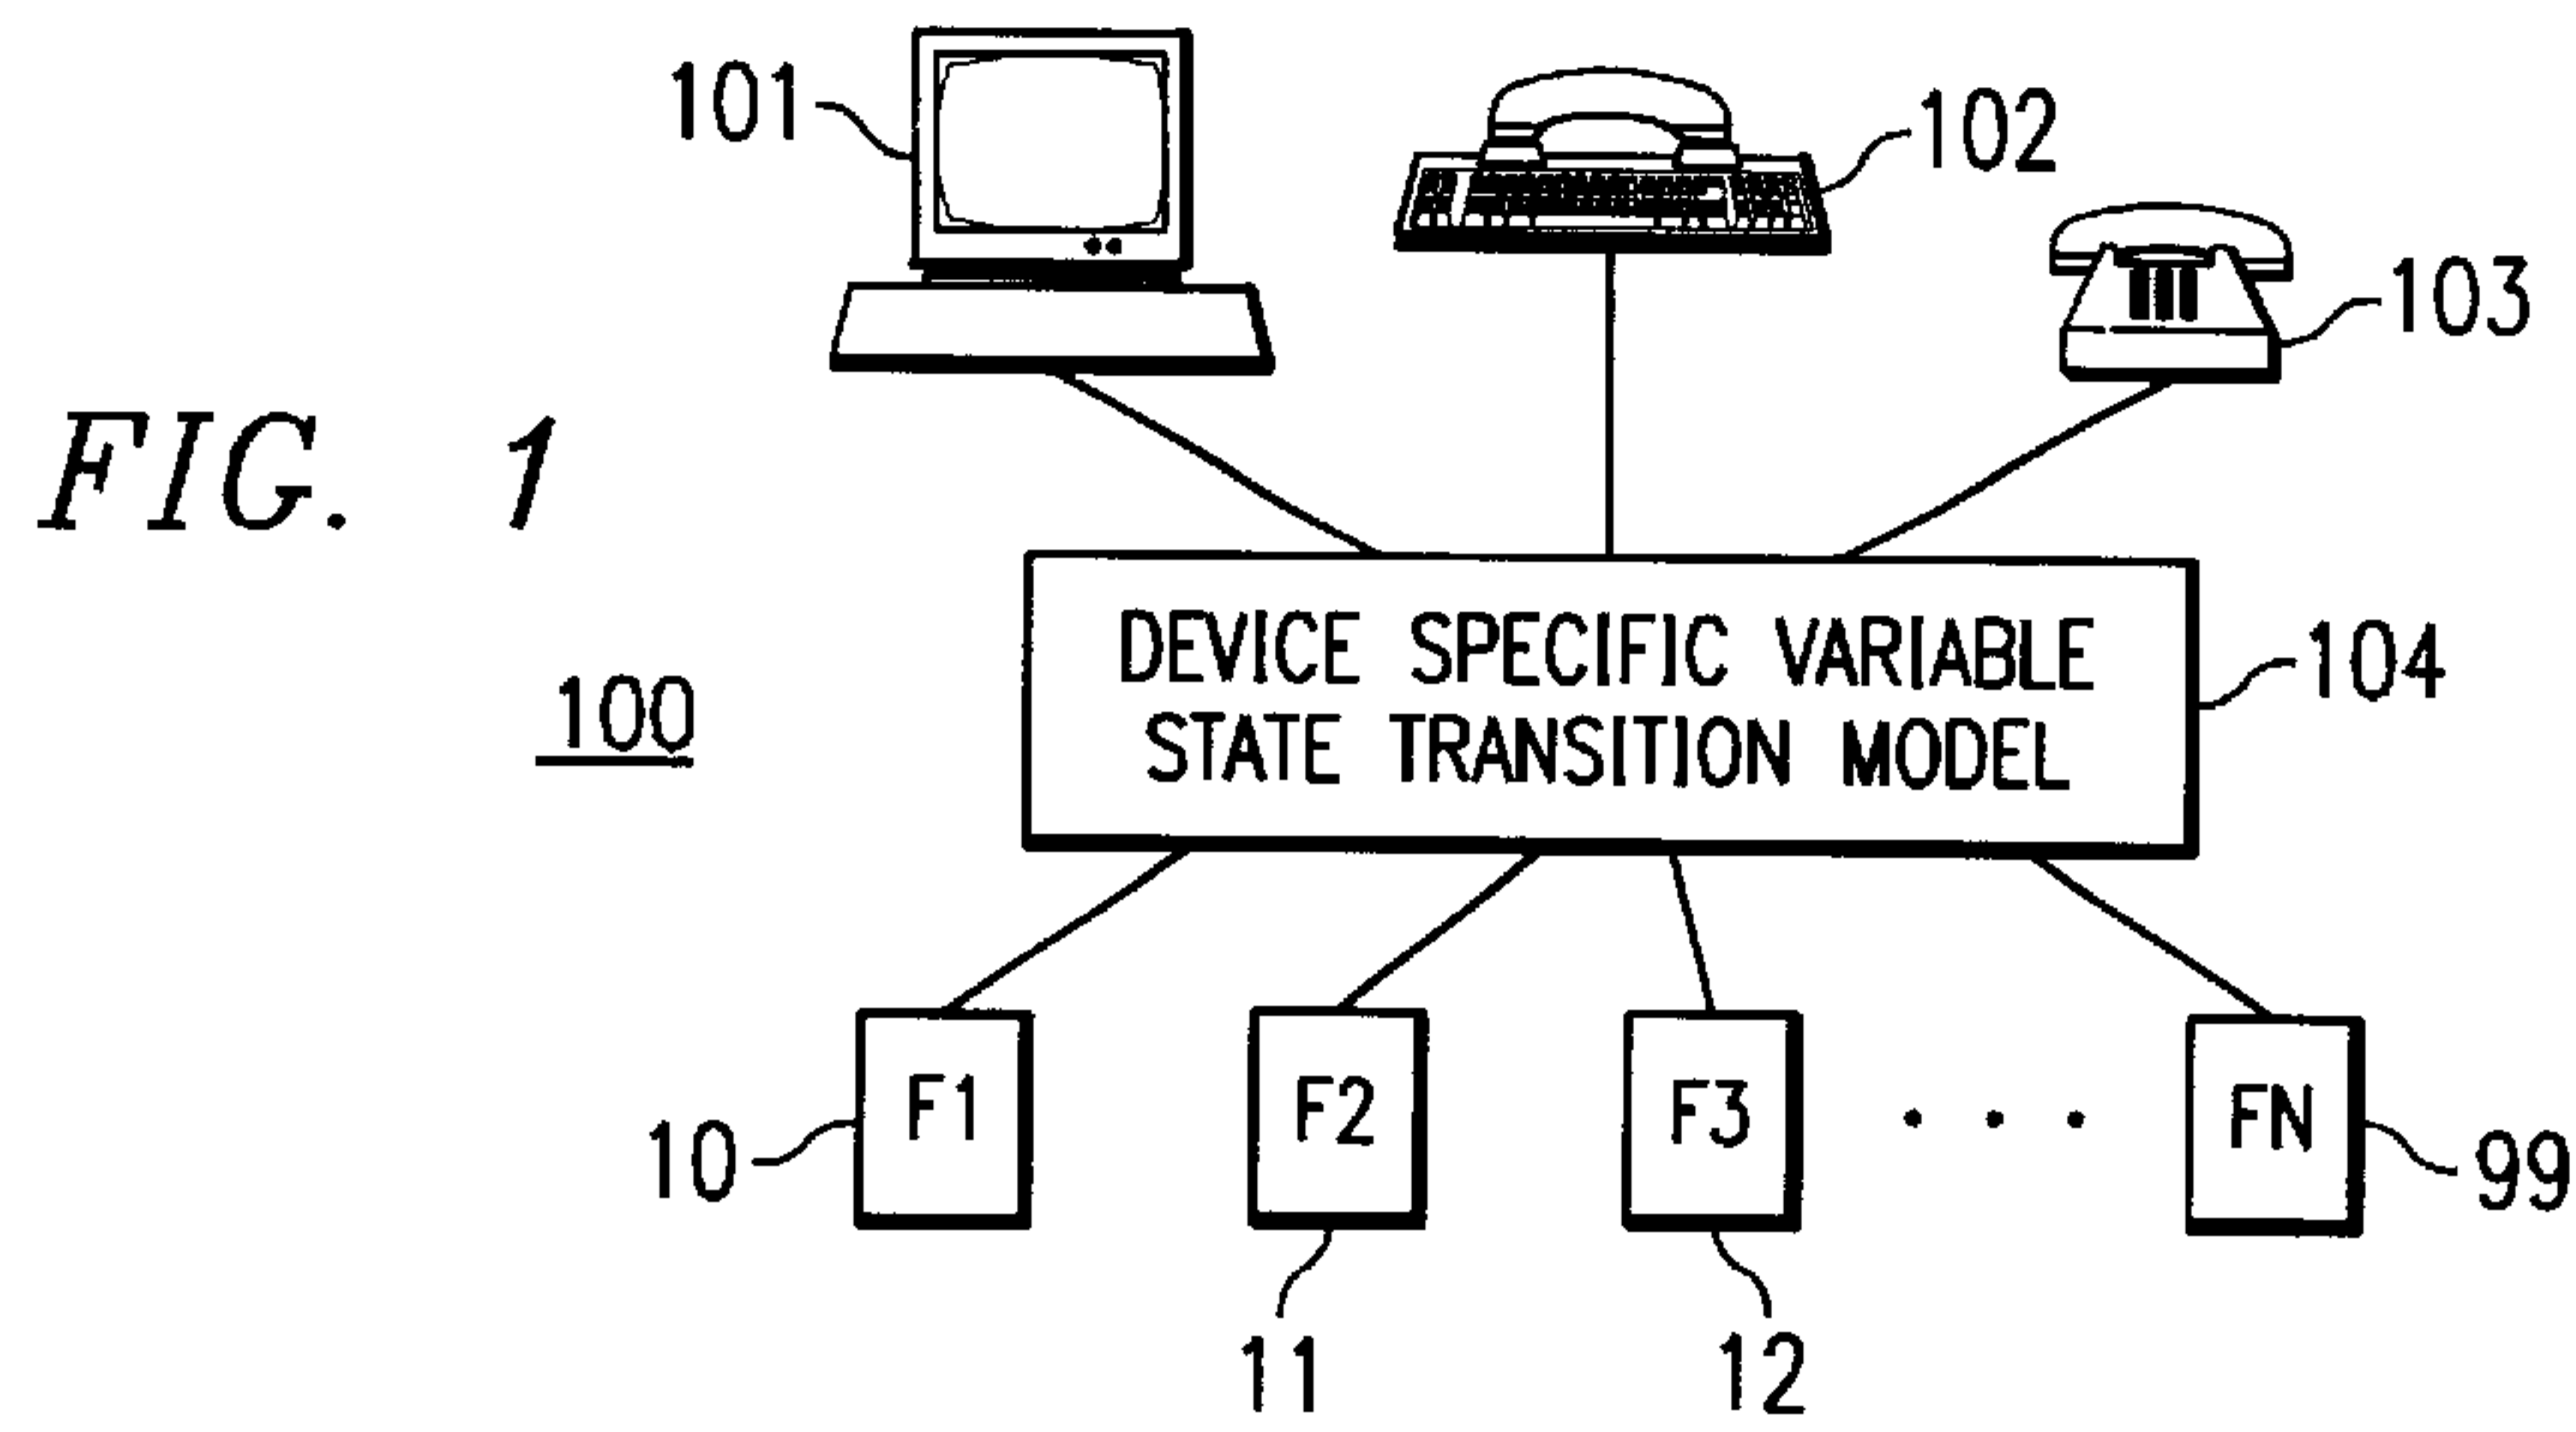 101
102
103
FIG. 1
100
DEVICE SPECIFIC VARIABLE
STATE TRANSITION MODEL
104
F1
F2
F3
. . .
FN
10
99
11
12